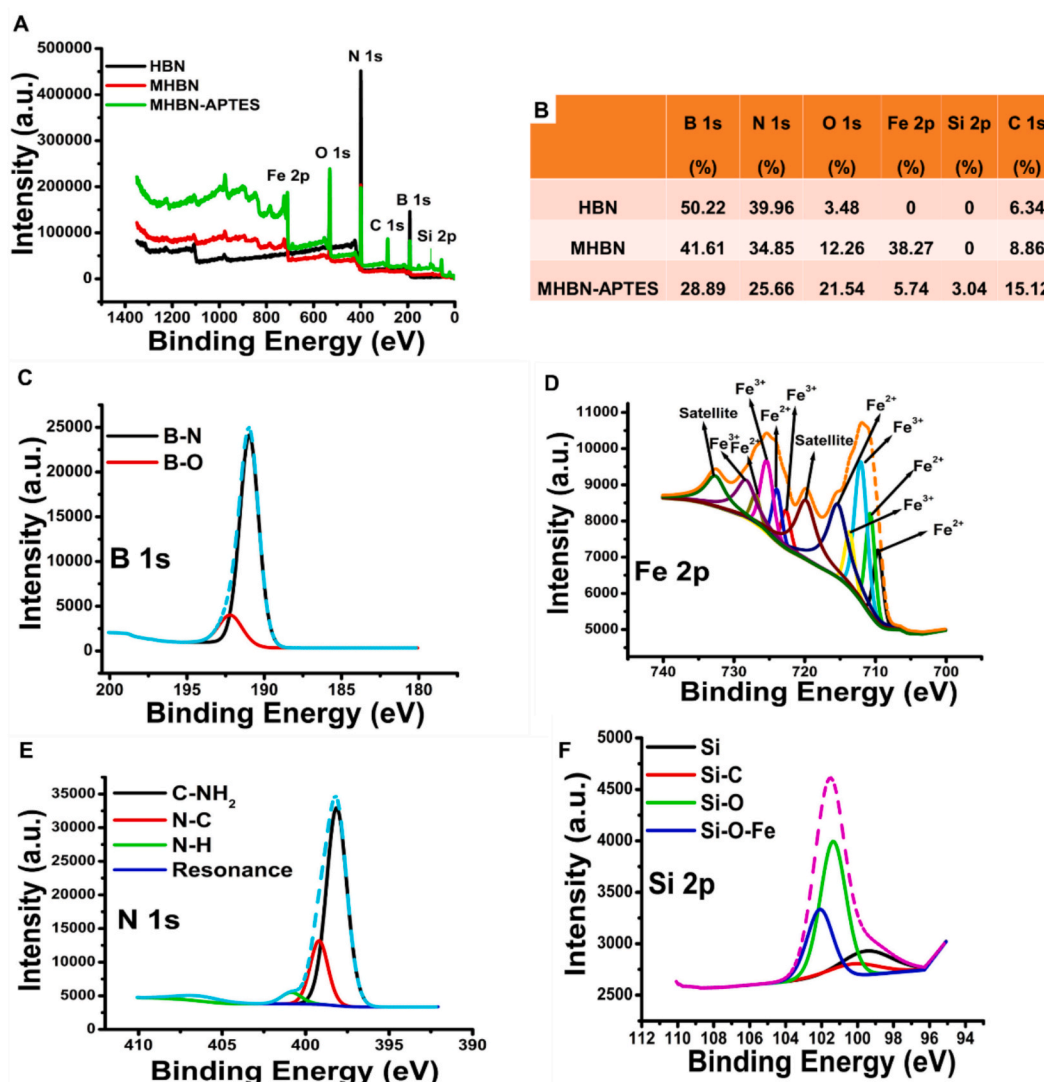 A
500000
400000
300000
200000
100000
0
Intensity (a.u.)
HBN
MHBN
MHBN-APTES
N 1s
O 1s
Fe 2p
B 1s
C 1s
Si 2p
1400 1200 1000 800 600 400 200 0
Binding Energy (eV)
B
B 1s N 1s O 1s Fe 2p Si 2p C 1s
(%) (%) (%) (%) (%) (%)
HBN 50.22 39.96 3.48 0 0 6.34
MHBN 41.61 34.85 12.26 38.27 0 8.86
MHBN-APTES 28.89 25.66 21.54 5.74 3.04 15.12
C
25000
20000
15000
10000
5000
0
Intensity (a.u.)
B-N
B-O
B 1s
200 195 190 185 180
Binding Energy (eV)
D
11000
10000
9000
8000
7000
6000
5000
Intensity (a.u.)
Satellite
Fe³⁺
Fe²⁺
Fe³⁺
Fe²⁺
Fe³⁺
Satellite
Fe²⁺
Fe³⁺
Fe²⁺
Fe³⁺
Fe²⁺
Fe 2p
740 730 720 710 700
Binding Energy (eV)
E
35000
30000
25000
20000
15000
10000
5000
0
Intensity (a.u.)
C-NH₂
N-C
N-H
Resonance
N 1s
410 405 400 395 390
Binding Energy (eV)
F
5000
4500
4000
3500
3000
2500
Intensity (a.u.)
Si
Si-C
Si-O
Si-O-Fe
Si 2p
112 110 108 106 104 102 100 98 96 94
Binding Energy (eV)